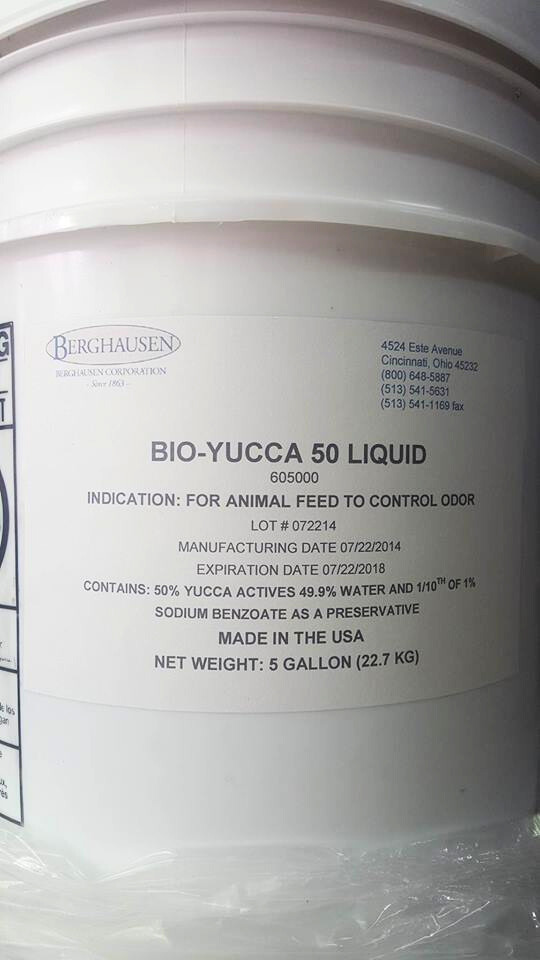 BERGHAUSEN
BERGHAUSEN CORPORATION
- Since 1863 -
4524 Este Avenue
Cincinnati, Ohio 45232
(800) 648-5887
(513) 541-5631
(513) 541-1169 fax
BIO-YUCCA 50 LIQUID
605000
INDICATION: FOR ANIMAL FEED TO CONTROL ODOR
LOT # 072214
MANUFACTURING DATE 07/22/2014
EXPIRATION DATE 07/22/2018
CONTAINS: 50% YUCCA ACTIVES 49.9% WATER AND 1/10TH OF 1%
SODIUM BENZOATE AS A PRESERVATIVE
MADE IN THE USA
NET WEIGHT: 5 GALLON (22.7 KG)
G
T
los